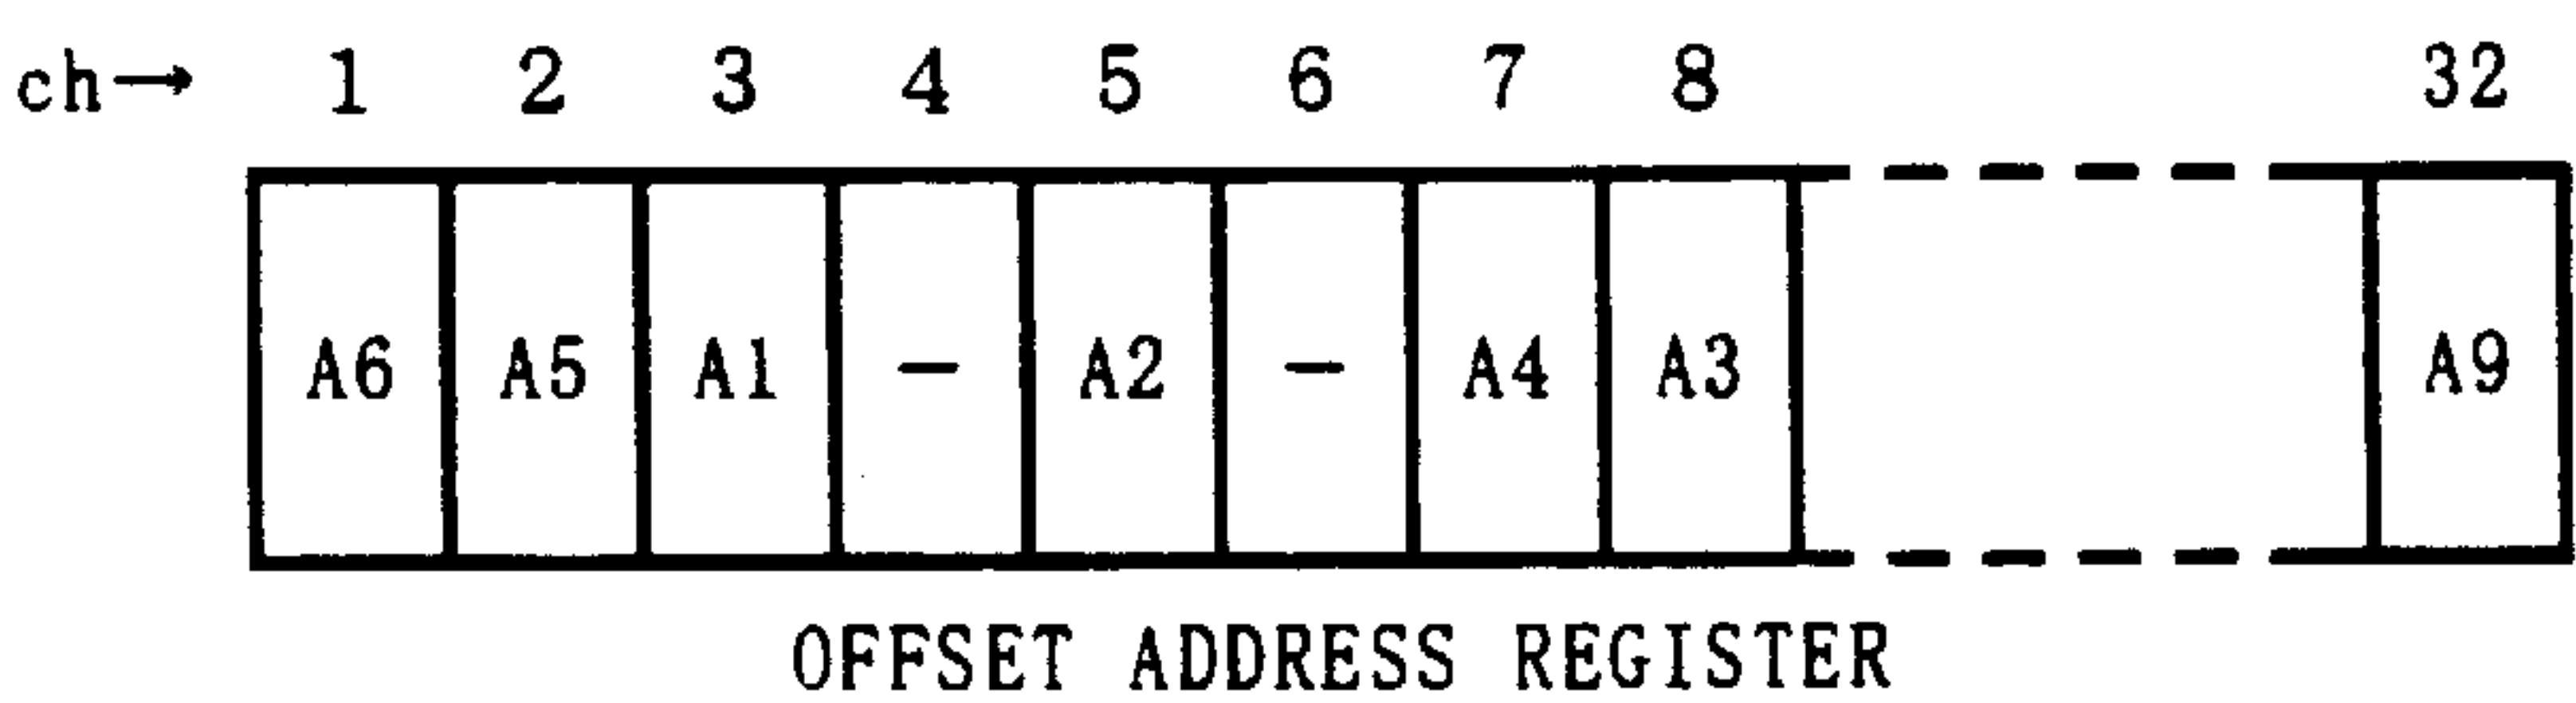 ch→ 1 2 3 4 5 6 7 8 32
A6 A5 A1 - A2 - A4 A3 A9
OFFSET ADDRESS REGISTER